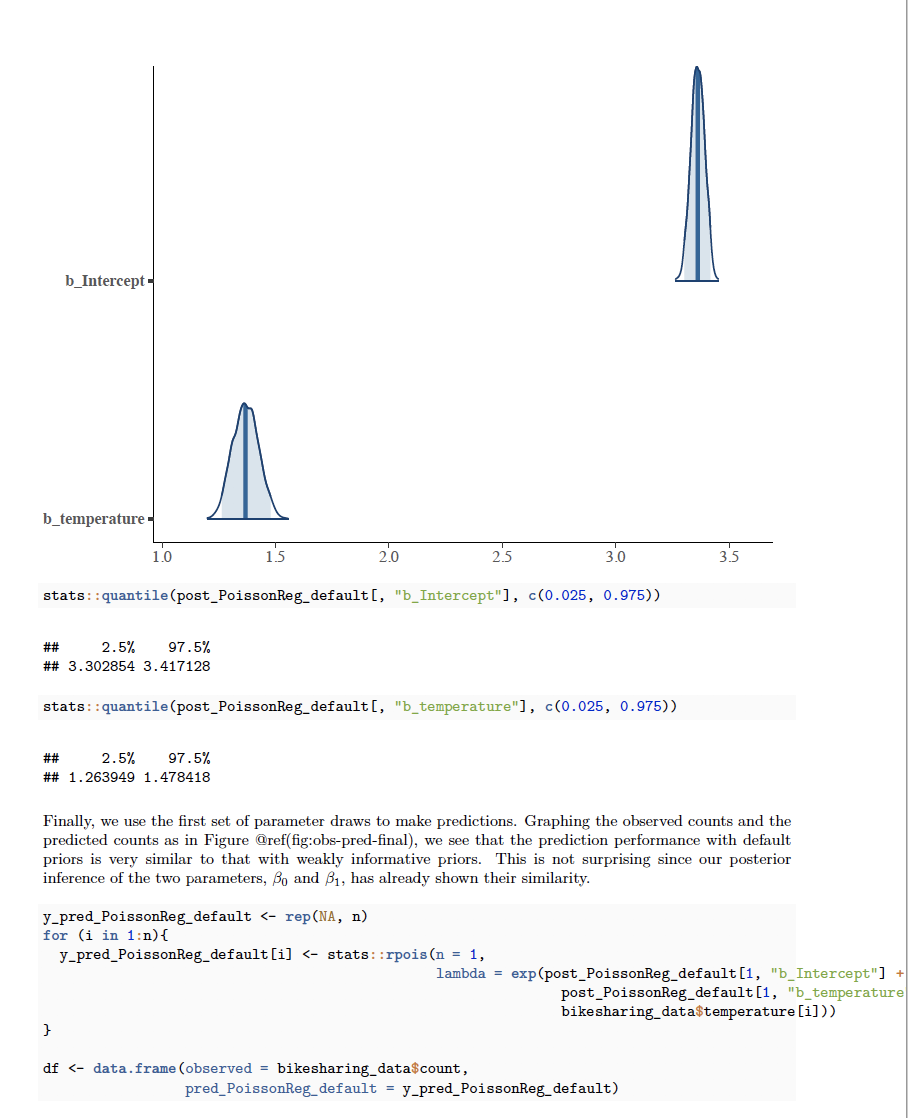 b_Intercept
b_temperature
1.0 1.5 2.0 2.5 3.0 3.5
stats::quantile(post_PoissonReg_default[, "b_Intercept"], c(0.025, 0.975))
##     2.5%    97.5%
## 3.302854 3.417128
stats::quantile(post_PoissonReg_default[, "b_temperature"], c(0.025, 0.975))
##     2.5%    97.5%
## 1.263949 1.478418
Finally, we use the first set of parameter draws to make predictions. Graphing the observed counts and the
predicted counts as in Figure @ref(fig:obs-pred-final), we see that the prediction performance with default
priors is very similar to that with weakly informative priors. This is not surprising since our posterior
inference of the two parameters, β₀ and β₁, has already shown their similarity.
y_pred_PoissonReg_default <- rep(NA, n)
for (i in 1:n){
  y_pred_PoissonReg_default[i] <- stats::rpois(n = 1,
                                               lambda = exp(post_PoissonReg_default[1, "b_Intercept"] +
                                                              post_PoissonReg_default[1, "b_temperature
                                                              bikesharing_data$temperature[i]))
}
df <- data.frame(observed = bikesharing_data$count,
                 pred_PoissonReg_default = y_pred_PoissonReg_default)